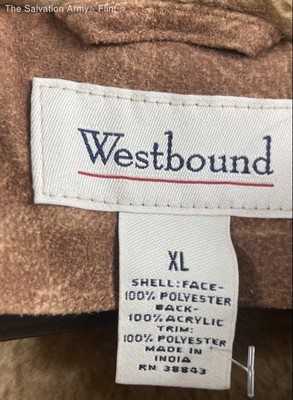 The Salvation Army - Flint
Westbound
XL
SHELL:FACE-
100% POLYESTER
BACK-
100% ACRYLIC
TRIM:
100% POLYESTER
MADE IN
INDIA
RN 38843